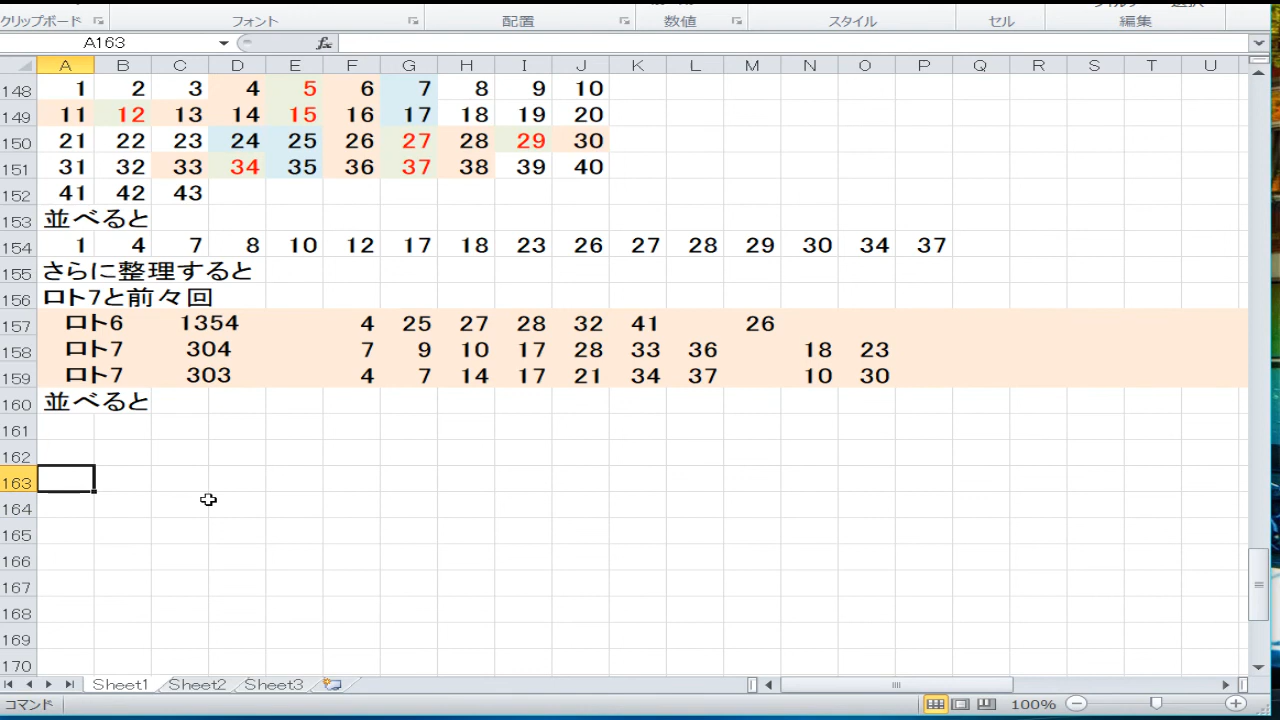 クリップボード フォント 配置 数値 スタイル セル 編集
A163 fx
A B C D E F G H I J K L M N O P Q R S T U
148 1 2 3 4 5 6 7 8 9 10
149 11 12 13 14 15 16 17 18 19 20
150 21 22 23 24 25 26 27 28 29 30
151 31 32 33 34 35 36 37 38 39 40
152 41 42 43
153 並べると
154 1 4 7 8 10 12 17 18 23 26 27 28 29 30 34 37
155 さらに整理すると
156 ロト7と前々回
157 ロト6 1354 4 25 27 28 32 41 26
158 ロト7 304 7 9 10 17 28 33 36 18 23
159 ロト7 303 4 7 14 17 21 34 37 10 30
160 並べると
161
162
163
164
165
166
167
168
169
170
Sheet1 Sheet2 Sheet3
コマンド 100%